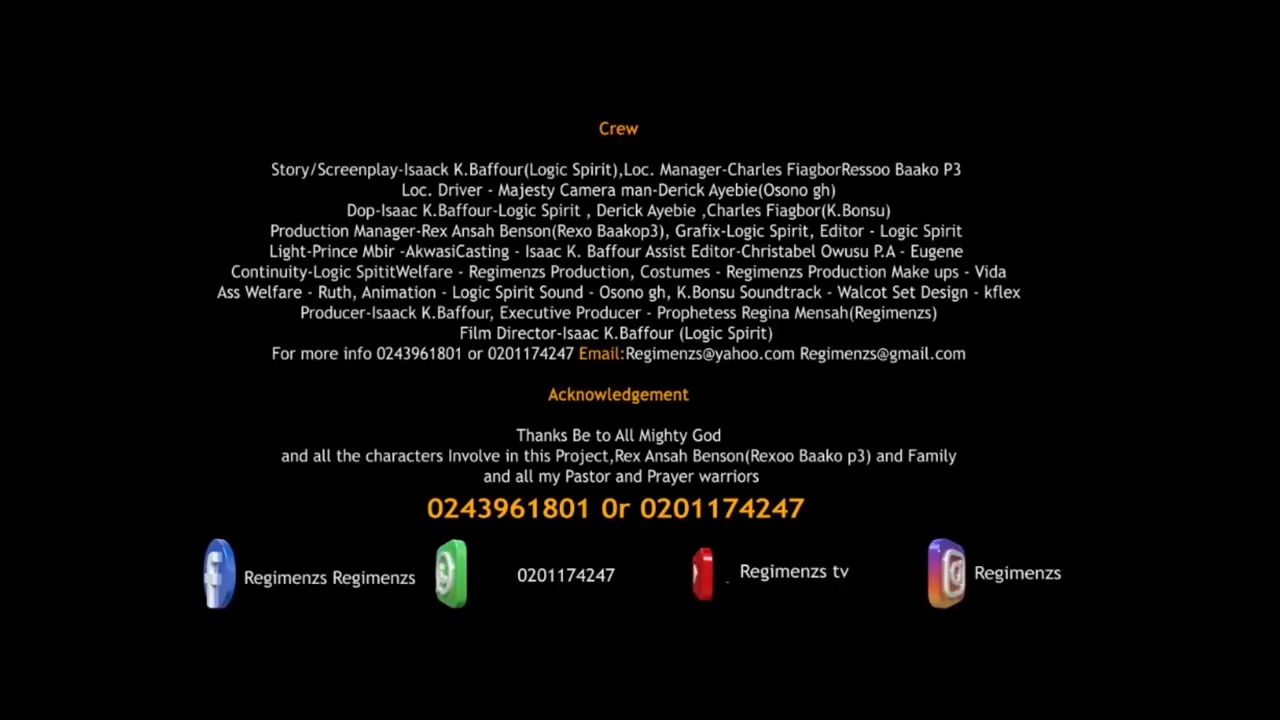 Crew
Story/Screenplay-Isaack K.Baffour(Logic Spirit),Loc. Manager-Charles FiagborRessoo Baako P3
Loc. Driver - Majesty Camera man-Derick Ayebie(Osono gh)
Dop-Isaac K.Baffour-Logic Spirit , Derick Ayebie ,Charles Fiagbor(K.Bonsu)
Production Manager-Rex Ansah Benson(Rexo Baakop3), Grafix-Logic Spirit, Editor - Logic Spirit
Light-Prince Mbir -AkwasiCasting - Isaac K. Baffour Assist Editor-Christabel Owusu P.A - Eugene
Continuity-Logic SpititWelfare - Regimenzs Production, Costumes - Regimenzs Production Make ups - Vida
Ass Welfare - Ruth, Animation - Logic Spirit Sound - Osono gh, K.Bonsu Soundtrack - Walcot Set Design - kflex
Producer-Isaack K.Baffour, Executive Producer - Prophetess Regina Mensah(Regimenzs)
Film Director-Isaac K.Baffour (Logic Spirit)
For more info 0243961801 or 0201174247 Email:Regimenzs@yahoo.com Regimenzs@gmail.com
Acknowledgement
Thanks Be to All Mighty God
and all the characters Involve in this Project,Rex Ansah Benson(Rexoo Baako p3) and Family
and all my Pastor and Prayer warriors
0243961801 0r 0201174247
Regimenzs Regimenzs 0201174247 Regimenzs tv Regimenzs